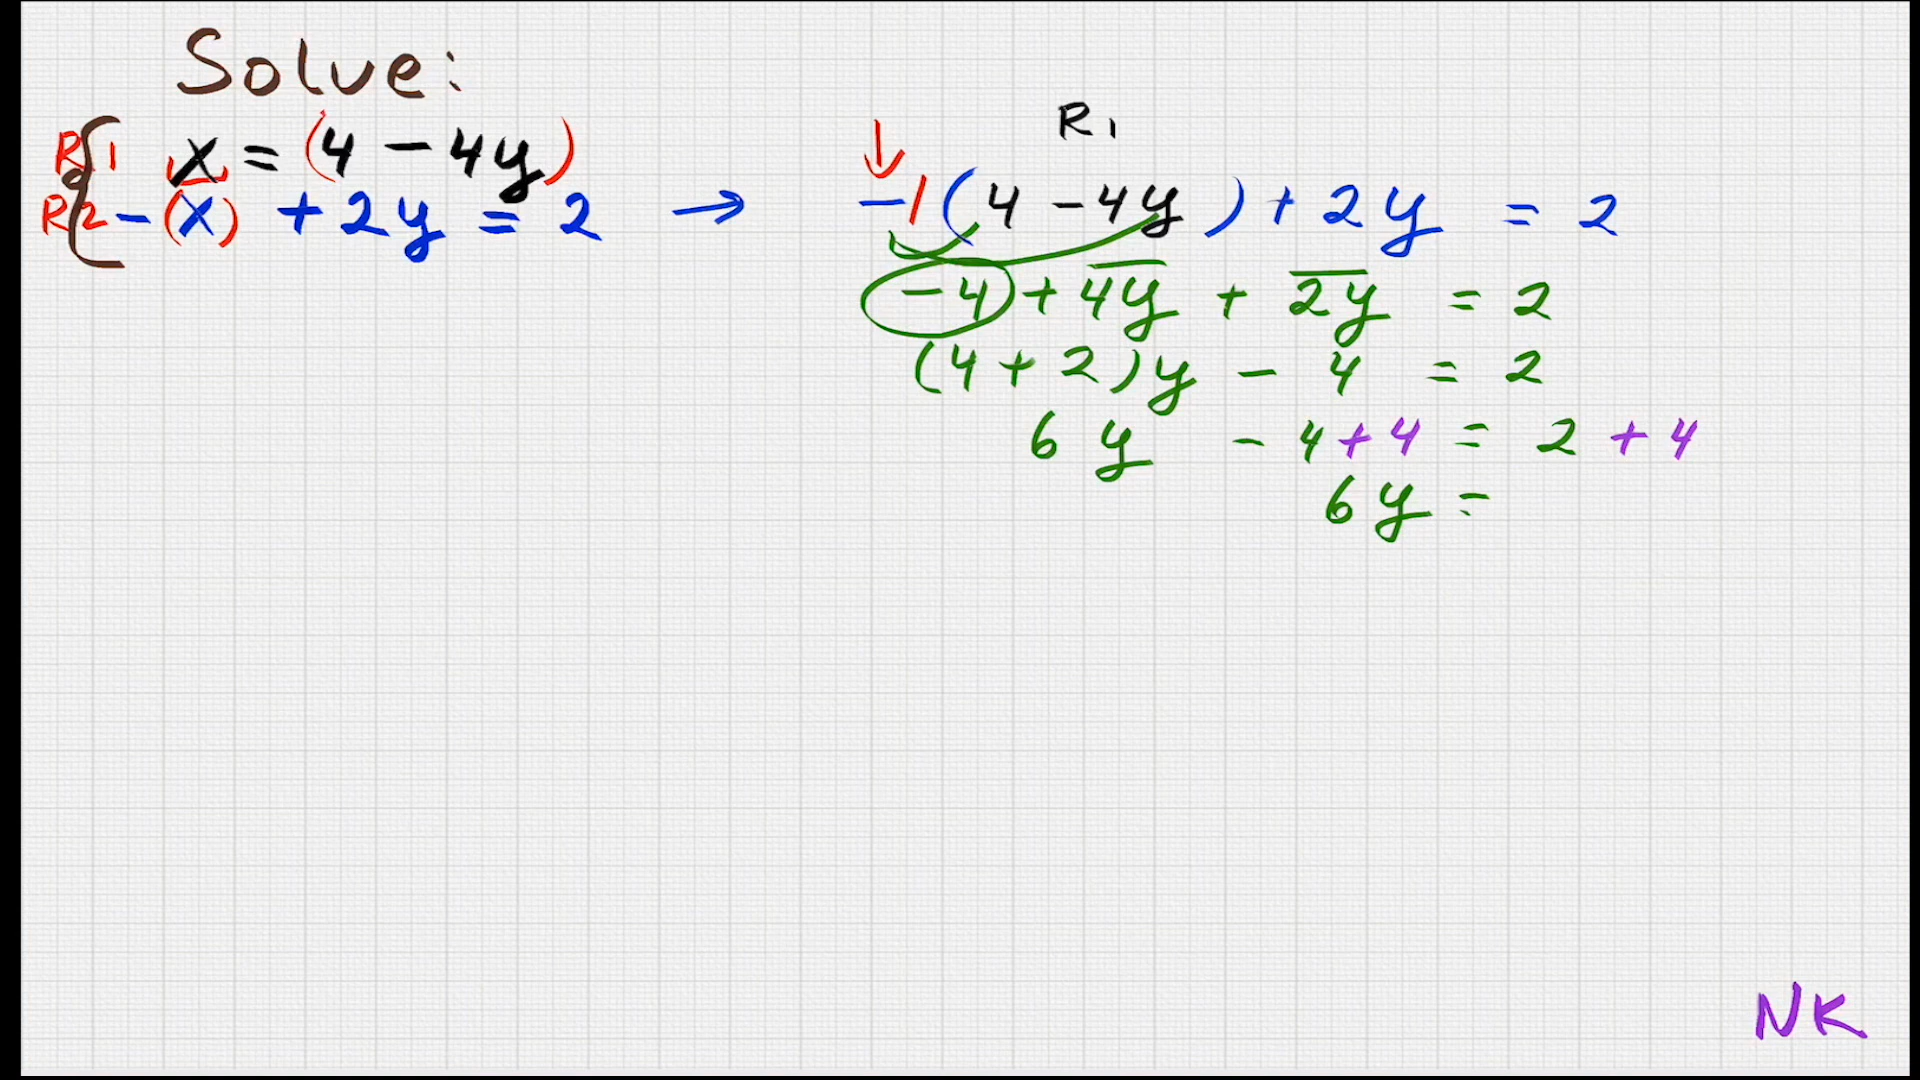 Solve:
R1 x = (4 - 4y)
R2 -(x) + 2y = 2 →
R1
-1(4 - 4y) + 2y = 2
-4 + 4y + 2y = 2
(4 + 2)y - 4 = 2
6y - 4 + 4 = 2 + 4
6y =
NK